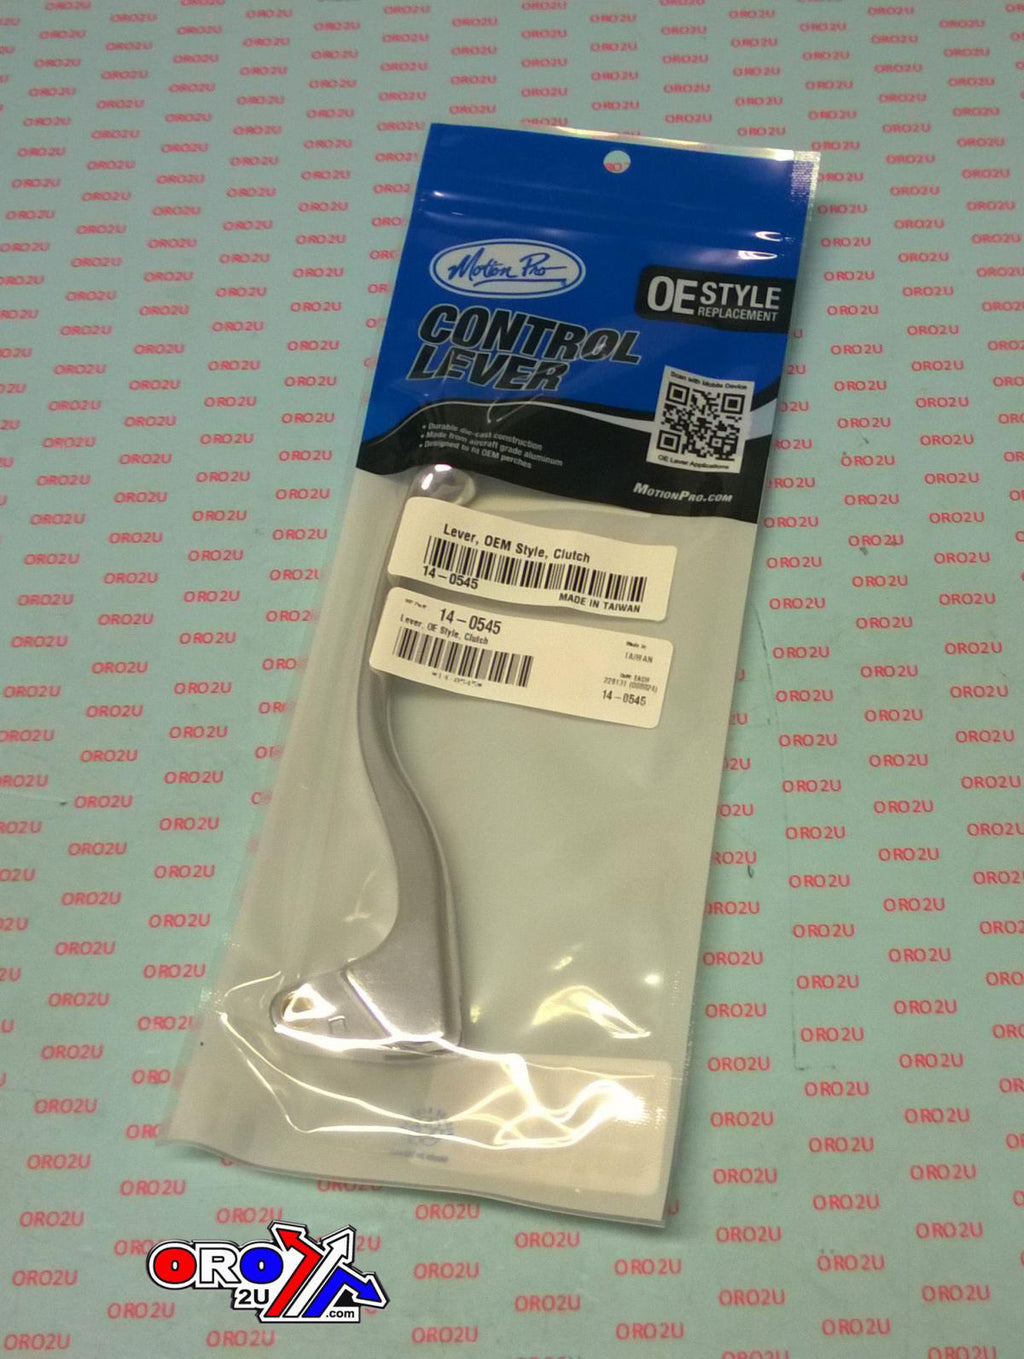 Motion Pro
CONTROL
LEVER
OE STYLE
REPLACEMENT
Scan with Mobile Device
OE Lever Applications
• Durable die-cast construction
• Made from aircraft grade aluminum
• Designed to fit OEM perches
MOTIONPRO.COM
Lever, OEM Style, Clutch
14-0545
MADE IN TAIWAN
14-0545
Lever, OE Style, Clutch
Made In
TAIWAN
14-0545
ORO2U
ORO
2U
.com